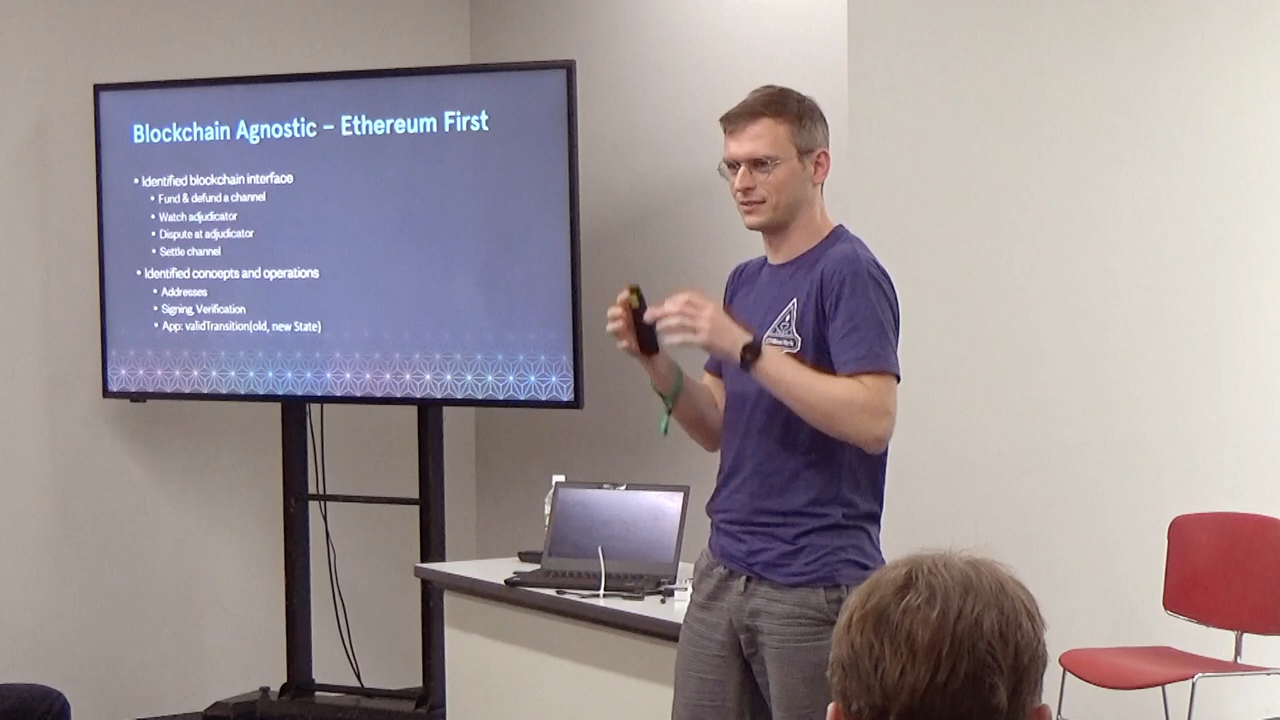 Blockchain Agnostic – Ethereum First
• Identified blockchain interface
• Fund & defund a channel
• Watch adjudicator
• Dispute at adjudicator
• Settle channel
• Identified concepts and operations
• Addresses
• Signing, Verification
• App: validTransition(old, new State)